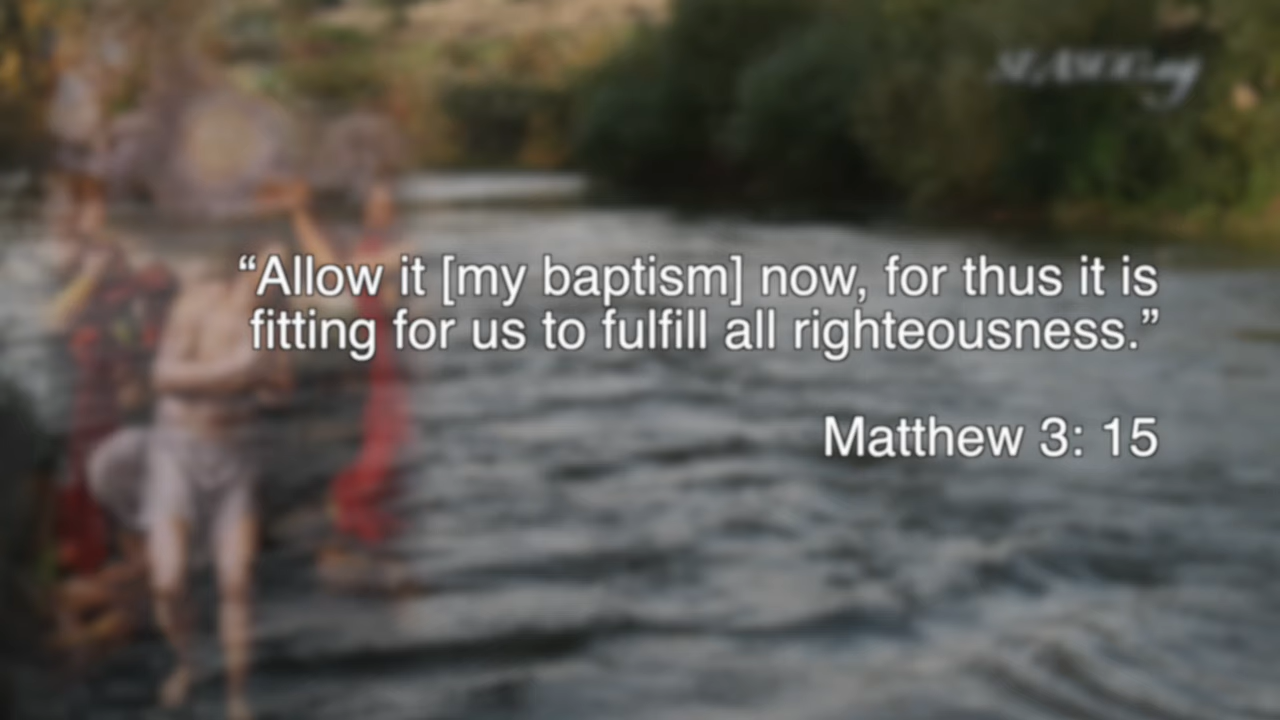 “Allow it [my baptism] now, for thus it is
fitting for us to fulfill all righteousness.”
Matthew 3: 15